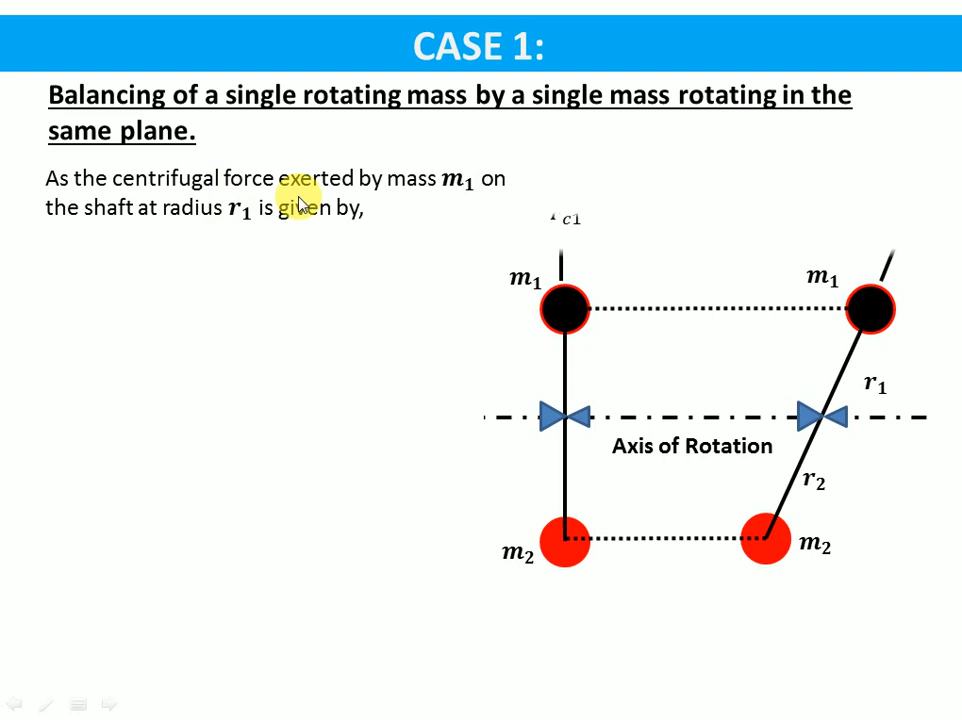 CASE 1:
Balancing of a single rotating mass by a single mass rotating in the
same plane.
As the centrifugal force exerted by mass m₁ on
the shaft at radius r₁ is given by,
c1
m₁
m₁
r₁
Axis of Rotation
r₂
m₂
m₂